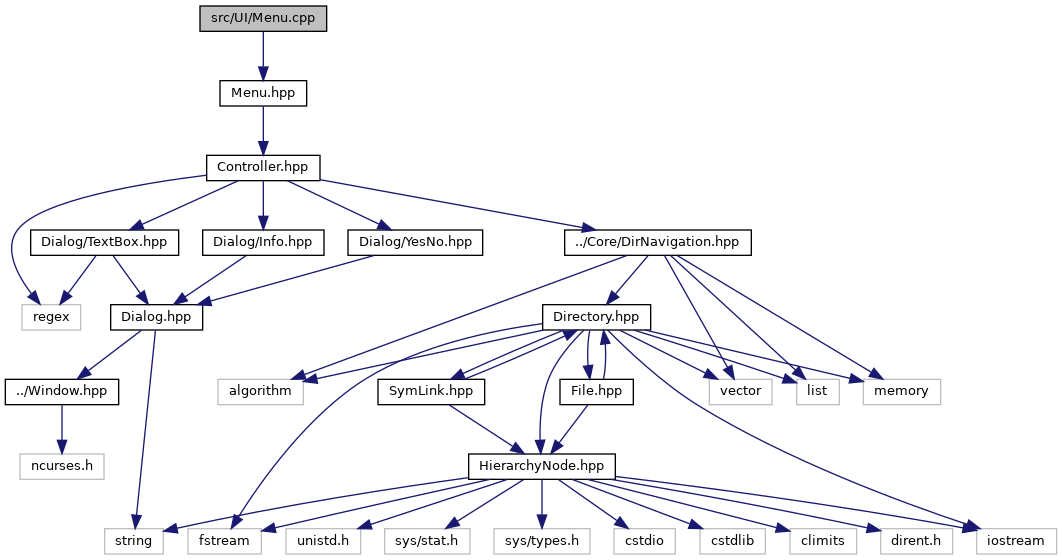 src/UI/Menu.cpp
Menu.hpp
Controller.hpp
Dialog/TextBox.hpp
Dialog/Info.hpp
Dialog/YesNo.hpp
../Core/DirNavigation.hpp
regex
Dialog.hpp
Directory.hpp
../Window.hpp
algorithm
SymLink.hpp
File.hpp
vector
list
memory
ncurses.h
HierarchyNode.hpp
string
fstream
unistd.h
sys/stat.h
sys/types.h
cstdio
cstdlib
climits
dirent.h
iostream